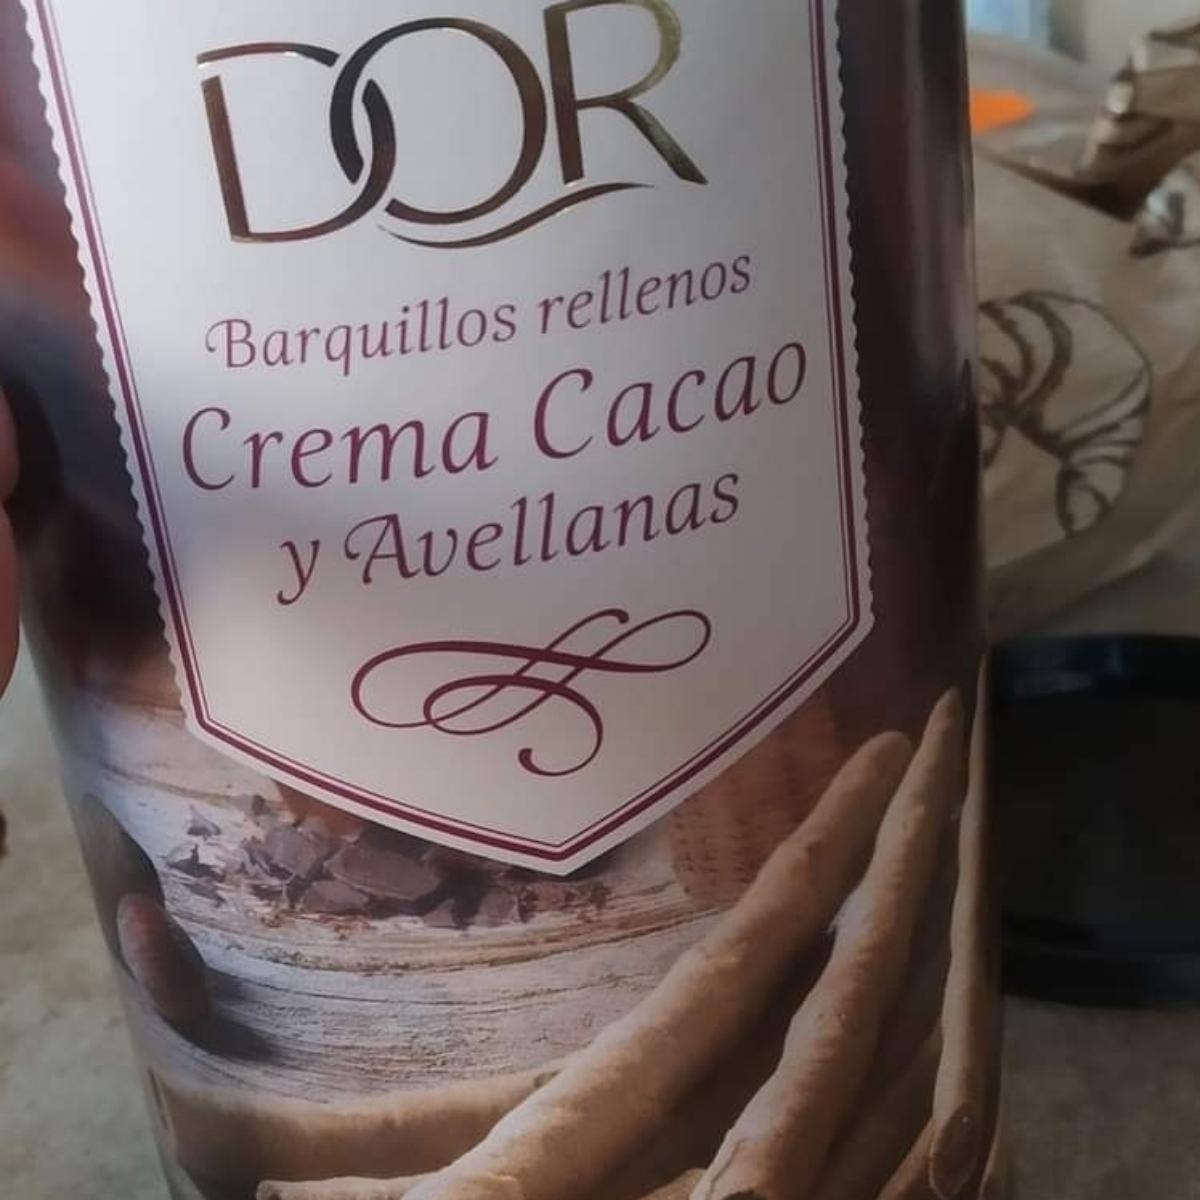 DOR
Barquillos rellenos
Crema Cacao
y Avellanas